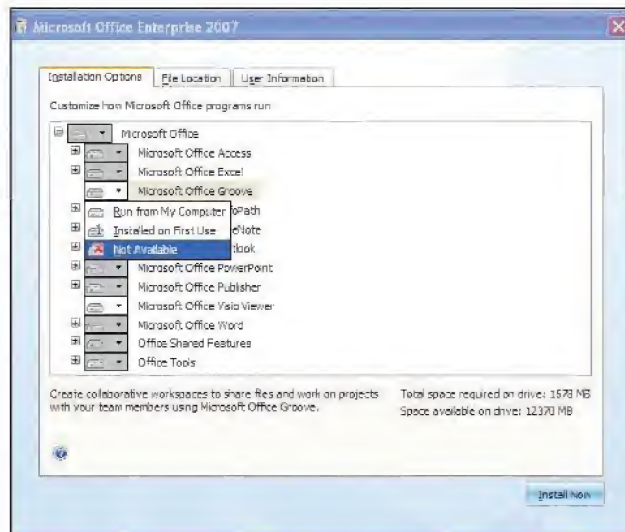 Microsoft Office Enterprise 2007
Installation Options
File Location
User Information
Customize how Microsoft Office programs run
Microsoft Office
Microsoft Office Access
Microsoft Office Excel
Microsoft Office Groove
Run from My Computer
foPath
Installed on First Use
eNote
Not Available
tlook
Microsoft Office PowerPoint
Microsoft Office Publisher
Microsoft Office Visio Viewer
Microsoft Office Word
Office Shared Features
Office Tools
Create collaborative workspaces to share files and work on projects
with your team members using Microsoft Office Groove.
Total space required on drive: 1578 MB
Space available on drive: 12370 MB
Install Now